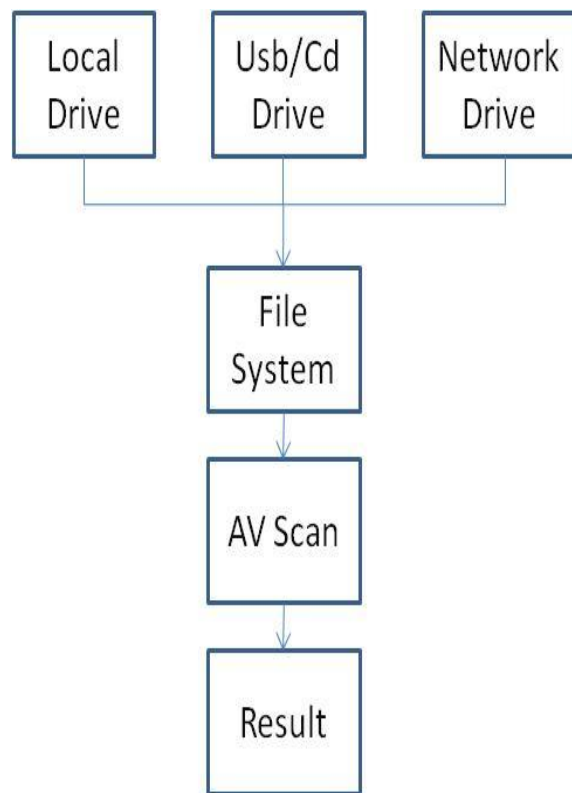 Local
Drive
Usb/Cd
Drive
Network
Drive
File
System
AV Scan
Result